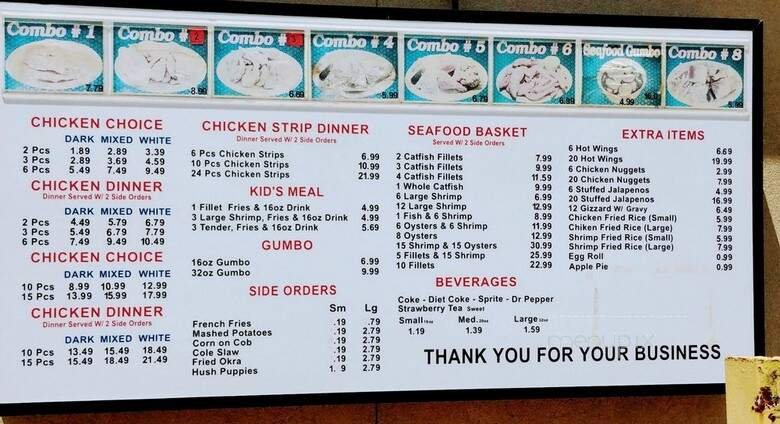 Combo # 1
7.79
Combo # 2
8.99
Combo # 3
6.69
Combo # 4
5.99
Combo # 5
6.79
Combo # 6
Seafood Gumbo
4.99
Combo # 8
8.99
CHICKEN CHOICE
DARK MIXED WHITE
2 Pcs 1.89 2.89 3.39
3 Pcs 2.89 3.69 4.59
6 Pcs 5.49 7.49 9.49
CHICKEN DINNER
Dinner Served W/ 2 Side Orders
DARK MIXED WHITE
2 Pcs 4.49 5.79 6.79
3 Pcs 5.49 6.79 7.79
6 Pcs 7.49 9.49 10.49
CHICKEN CHOICE
DARK MIXED WHITE
10 Pcs 8.99 10.99 12.99
15 Pcs 13.99 15.99 17.99
CHICKEN DINNER
Dinner Served W/ 2 Side Orders
DARK MIXED WHITE
10 Pcs 13.49 15.49 18.49
15 Pcs 15.49 18.49 21.49
CHICKEN STRIP DINNER
Dinner Served W/ 2 Side Orders
6 Pcs Chicken Strips 6.99
10 Pcs Chicken Strips 10.99
24 Pcs Chicken Strips 21.99
KID'S MEAL
1 Fillet Fries & 16oz Drink 4.99
3 Large Shrimp, Fries & 16oz Drink 4.99
3 Tender, Fries & 16oz Drink 5.69
GUMBO
16oz Gumbo 6.99
32oz Gumbo 9.99
SIDE ORDERS
Sm Lg
French Fries .19 .79
Mashed Potatoes .19 2.79
Corn on Cob .19 2.79
Cole Slaw .19 2.79
Fried Okra .19 2.79
Hush Puppies 1. 9 2.79
SEAFOOD BASKET
Served W/ 2 Side Orders
2 Catfish Fillets 7.99
3 Catfish Fillets 9.99
4 Catfish Fillets 11.59
1 Whole Catfish 9.99
6 Large Shrimp 6.99
12 Large Shrimp 12.99
1 Fish & 6 Shrimp 8.99
6 Oysters & 6 Shrimp 11.99
8 Oysters 12.99
15 Shrimp & 15 Oysters 30.99
5 Fillets & 15 Shrimp 25.99
10 Fillets 22.99
BEVERAGES
Coke - Diet Coke - Sprite - Dr Pepper
Strawberry Tea Sweet
Small 16oz Med. 20oz Large 32oz
1.19 1.39 1.59
EXTRA ITEMS
6 Hot Wings 6.69
20 Hot Wings 19.99
6 Chicken Nuggets 2.99
20 Chicken Nuggets 7.99
6 Stuffed Jalapenos 4.99
20 Stuffed Jalapenos 16.99
12 Gizzard W/ Gravy 6.49
Chicken Fried Rice (Small) 5.99
Chiken Fried Rice (Large) 7.99
Shrimp Fried Rice (Small) 5.99
Shrimp Fried Rice (Large) 7.99
Egg Roll 0.99
Apple Pie 0.99
THANK YOU FOR YOUR BUSINESS